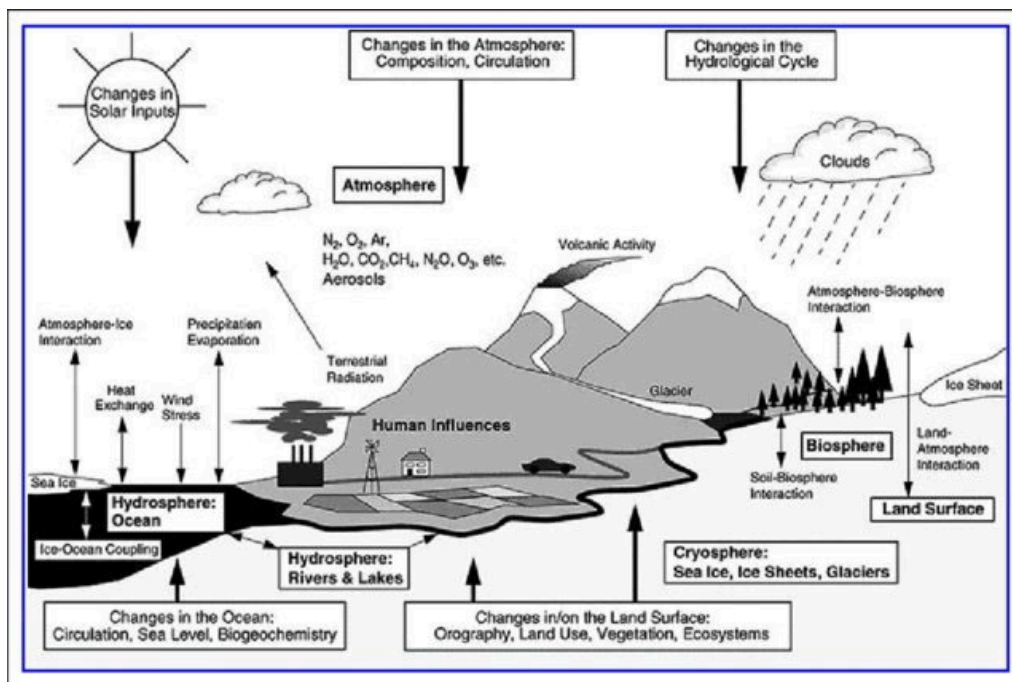 Changes in the Atmosphere:
Composition, Circulation
Changes in the
Hydrological Cycle
Changes in
Solar Inputs
Clouds
Atmosphere
N₂, O₂, Ar,
H₂O, CO₂,CH₄, N₂O, O₃, etc.
Aerosols
Volcanic Activity
Atmosphere-Biosphere
Interaction
Atmosphere-Ice
Interaction
Precipitation
Evaporation
Terrestrial
Radiation
Heat
Exchange
Wind
Stress
Glacier
Ice Sheet
Human Influences
Biosphere
Land-
Atmosphere
Interaction
Soil-Biosphere
Interaction
Sea Ice
Hydrosphere:
Ocean
Land Surface
Ice-Ocean Coupling
Hydrosphere:
Rivers & Lakes
Cryosphere:
Sea Ice, Ice Sheets, Glaciers
Changes in the Ocean:
Circulation, Sea Level, Biogeochemistry
Changes in/on the Land Surface:
Orography, Land Use, Vegetation, Ecosystems